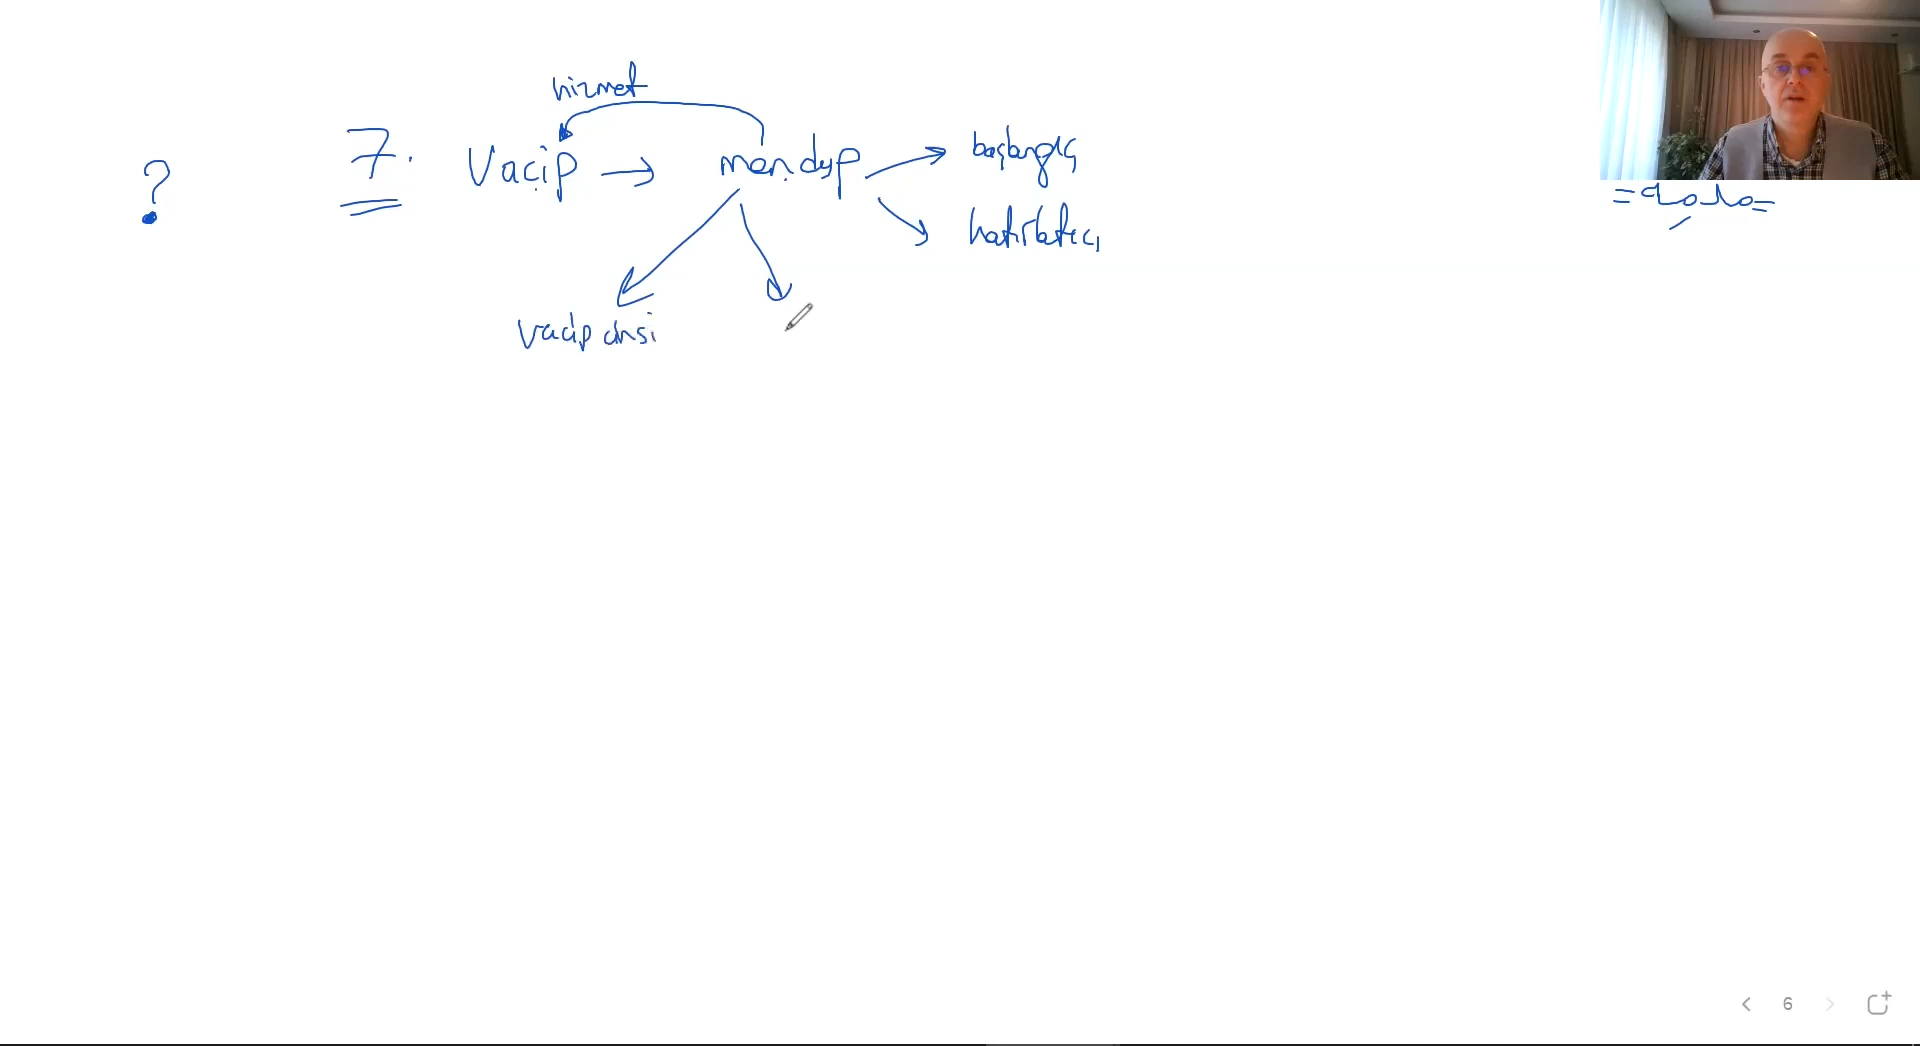 hizmet
?
7. Vacip → mendup
başlangıç
hatırlatıcı
vacip cinsi
6